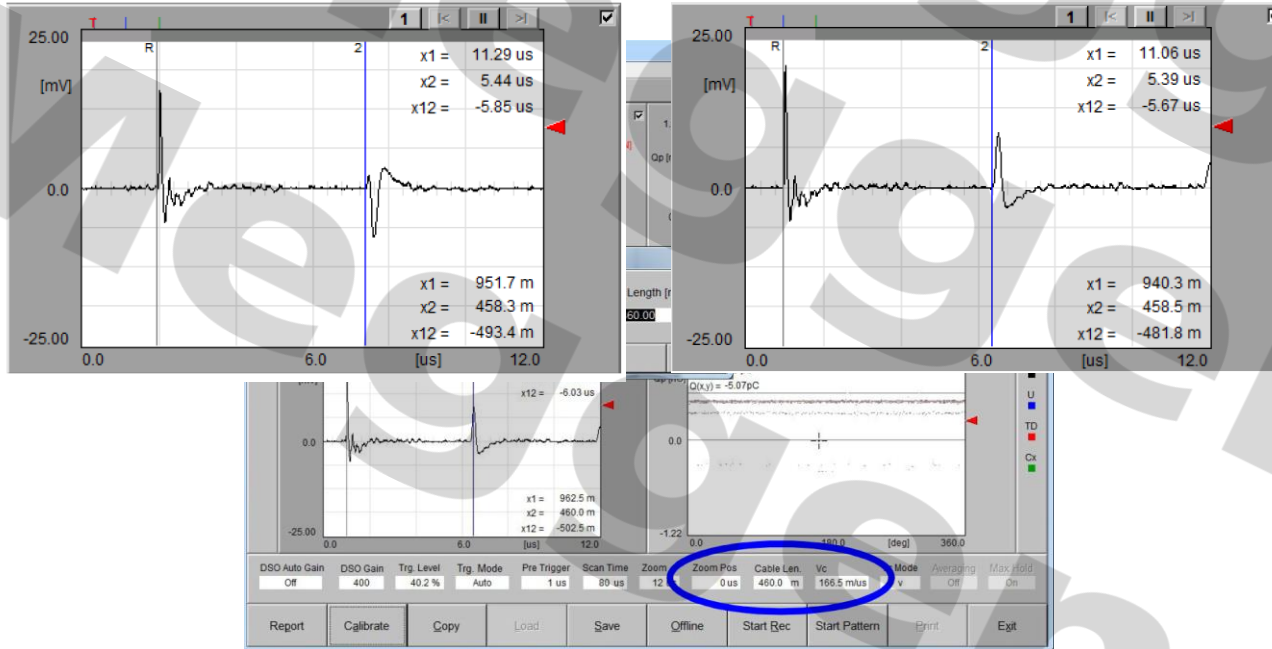 1 |< II >|
25.00
[mV]
0.0
-25.00
R
2
x1 = 11.29 us
x2 = 5.44 us
x12 = -5.85 us
x1 = 951.7 m
x2 = 458.3 m
x12 = -493.4 m
0.0 6.0 [us] 12.0
1.
Qp [n
Length [m
60.00
1 |< II >|
25.00
[mV]
0.0
-25.00
R
2
x1 = 11.06 us
x2 = 5.39 us
x12 = -5.67 us
x1 = 940.3 m
x2 = 458.5 m
x12 = -481.8 m
0.0 6.0 [us] 12.0
x12 = -6.03 us
0.0
-25.00
x1 = 962.5 m
x2 = 460.0 m
x12 = -502.5 m
0.0 6.0 [us] 12.0
Q(x,y) = -5.07pC
0.0
-1.22
0.0 180.0 [deg] 360.0
U
TD
Cx
DSO Auto Gain DSO Gain Trg. Level Trg. Mode Pre Trigger Scan Time Zoom Zoom Pos Cable Len. Vc Mode Averaging Max Hold
Off 400 40.2 % Auto 1 us 80 us 12 0 us 460.0 m 166.5 m/us v Off On
Report Calibrate Copy Load Save Offline Start Rec Start Pattern Print Exit
Megger